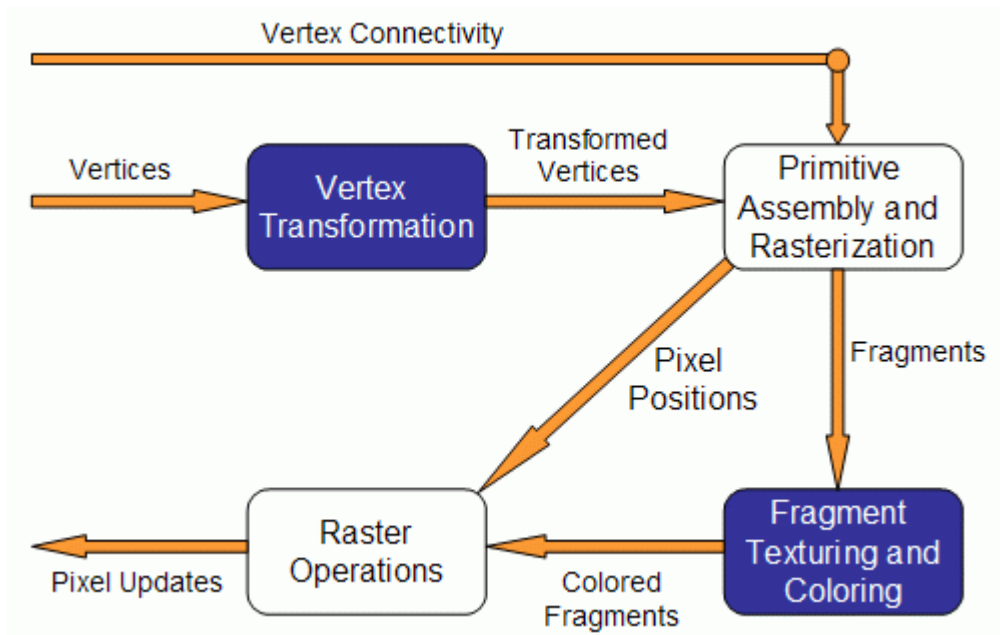 Vertex Connectivity
Vertices
Vertex
Transformation
Transformed
Vertices
Primitive
Assembly and
Rasterization
Pixel
Positions
Fragments
Fragment
Texturing and
Coloring
Colored
Fragments
Raster
Operations
Pixel Updates